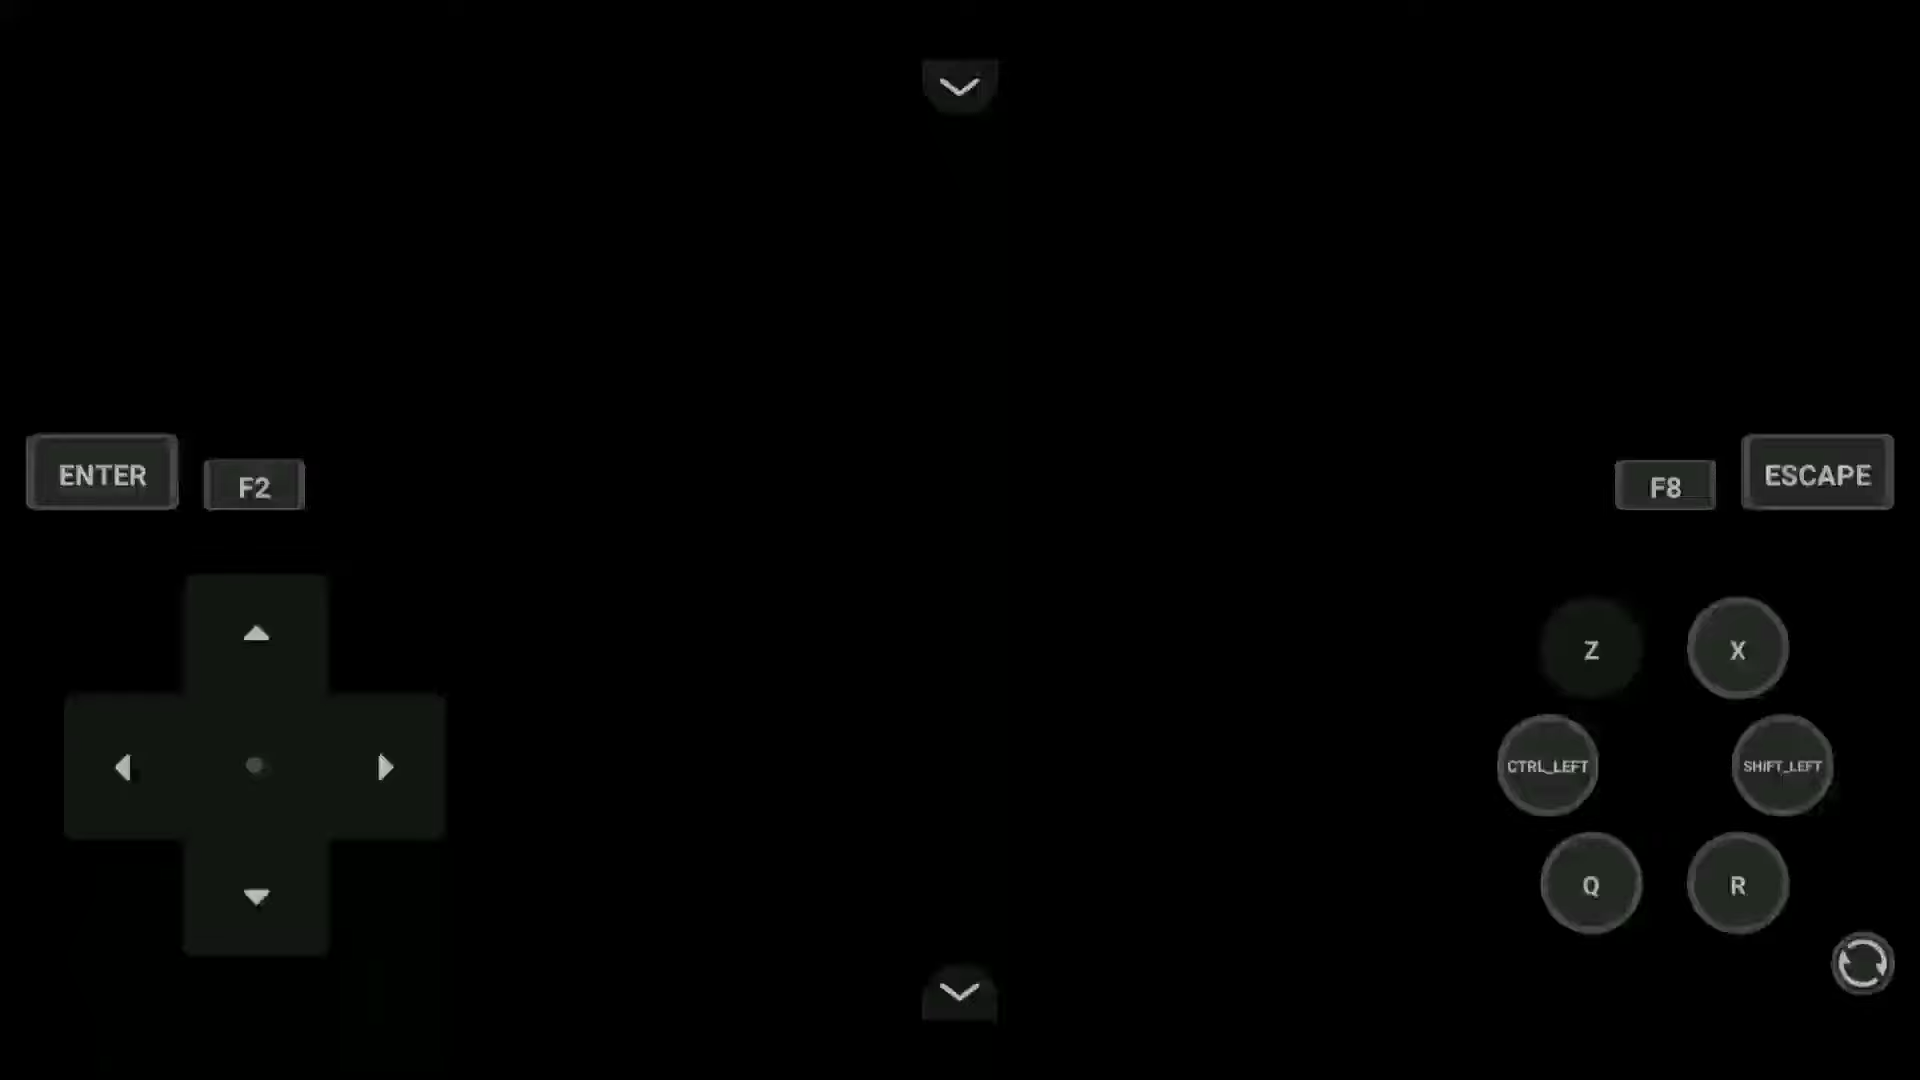 ENTER
F2
F8
ESCAPE
Z
X
CTRL_LEFT
SHIFT_LEFT
Q
R